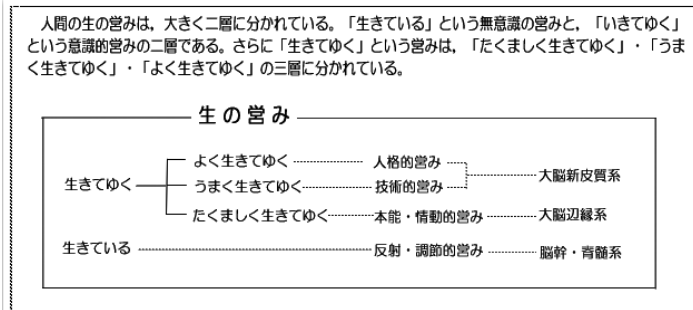 人間の生の営みは，大きく二層に分かれている。「生きている」という無意識の営みと，「いきてゆく」
という意識的営みの二層である。さらに「生きてゆく」という営みは，「たくましく生きてゆく」・「うま
く生きてゆく」・「よく生きてゆく」の三層に分かれている。
生の営み
よく生きてゆく 人格的営み
生きてゆく うまく生きてゆく 技術的営み 大脳新皮質系
たくましく生きてゆく 本能・情動的営み 大脳辺縁系
生きている 反射・調節的営み 脳幹・脊髄系